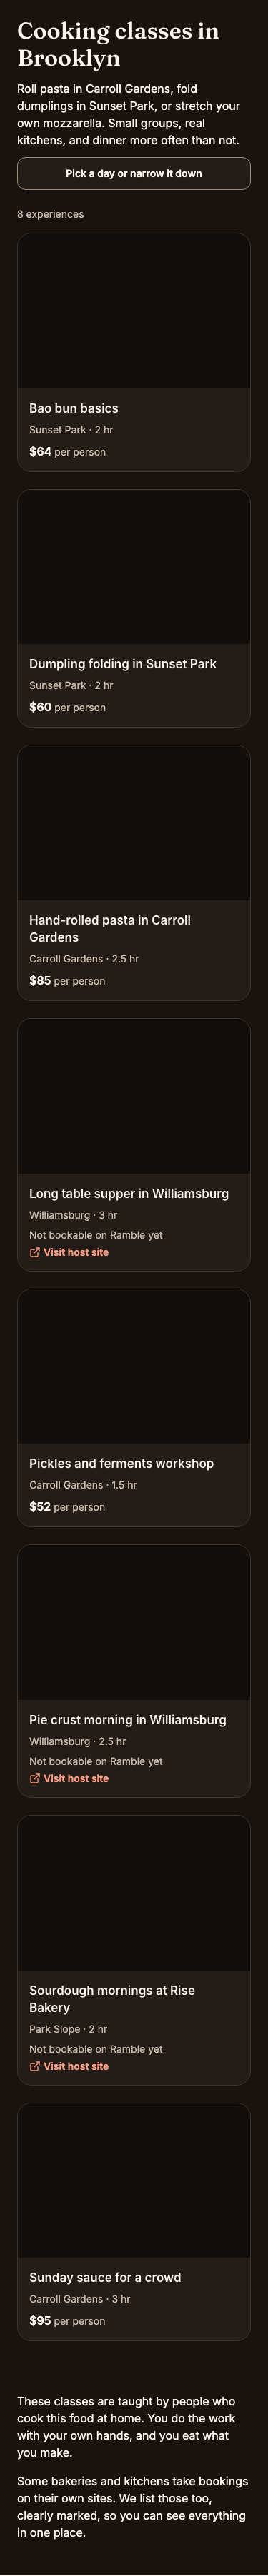 Cooking classes in
Brooklyn
Roll pasta in Carroll Gardens, fold
dumplings in Sunset Park, or stretch your
own mozzarella. Small groups, real
kitchens, and dinner more often than not.
Pick a day or narrow it down
8 experiences
Bao bun basics
Sunset Park · 2 hr
$64 per person
Dumpling folding in Sunset Park
Sunset Park · 2 hr
$60 per person
Hand-rolled pasta in Carroll
Gardens
Carroll Gardens · 2.5 hr
$85 per person
Long table supper in Williamsburg
Williamsburg · 3 hr
Not bookable on Ramble yet
Visit host site
Pickles and ferments workshop
Carroll Gardens · 1.5 hr
$52 per person
Pie crust morning in Williamsburg
Williamsburg · 2.5 hr
Not bookable on Ramble yet
Visit host site
Sourdough mornings at Rise
Bakery
Park Slope · 2 hr
Not bookable on Ramble yet
Visit host site
Sunday sauce for a crowd
Carroll Gardens · 3 hr
$95 per person
These classes are taught by people who
cook this food at home. You do the work
with your own hands, and you eat what
you make.
Some bakeries and kitchens take bookings
on their own sites. We list those too,
clearly marked, so you can see everything
in one place.